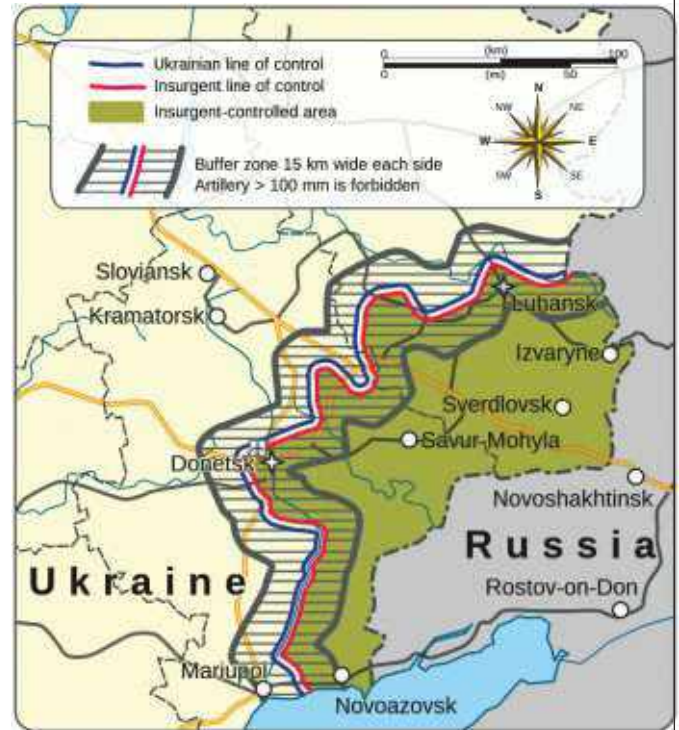 0 (km) 100
0 (mi) 50
Ukrainian line of control
Insurgent line of control
Insurgent-controlled area
N
NW NE
W E
SW SE
S
Buffer zone 15 km wide each side
Artillery > 100 mm is forbidden
Sloviansk
Kramatorsk
Luhansk
Izvaryne
Sverdlovsk
Savur-Mohyla
Donetsk
Novoshakhtinsk
Russia
Ukraine
Rostov-on-Don
Mariupol
Novoazovsk